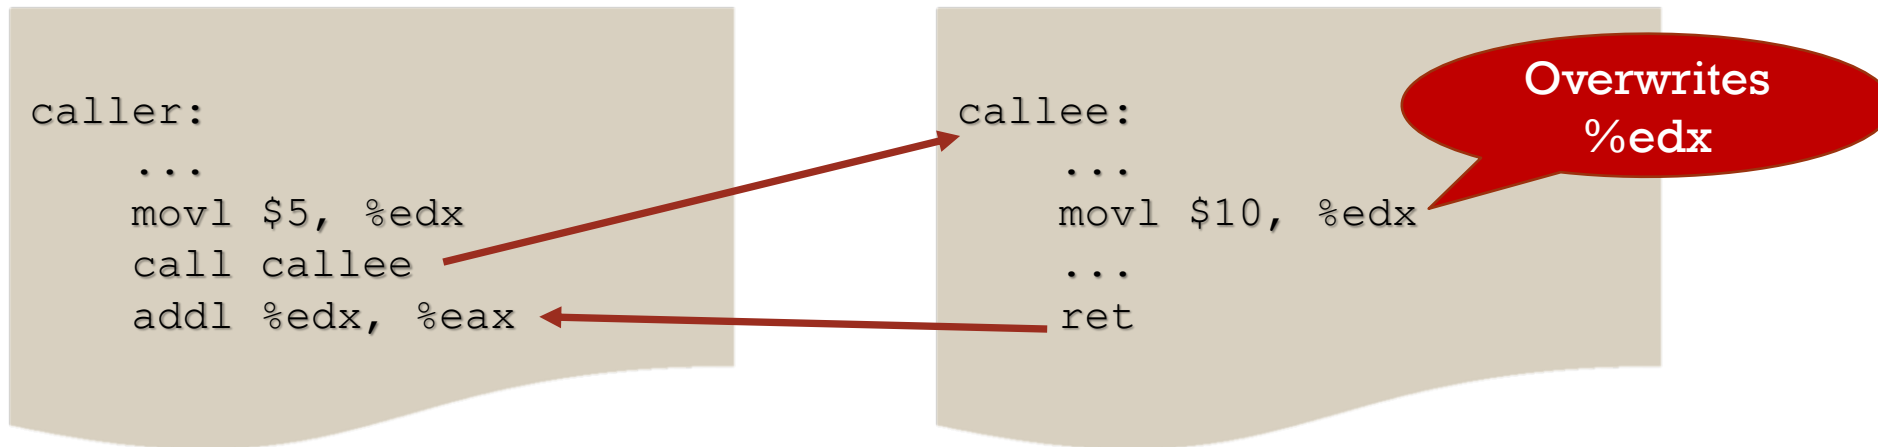 caller:
...
movl $5, %edx
call callee
addl %edx, %eax
callee:
...
movl $10, %edx
...
ret
Overwrites
%edx